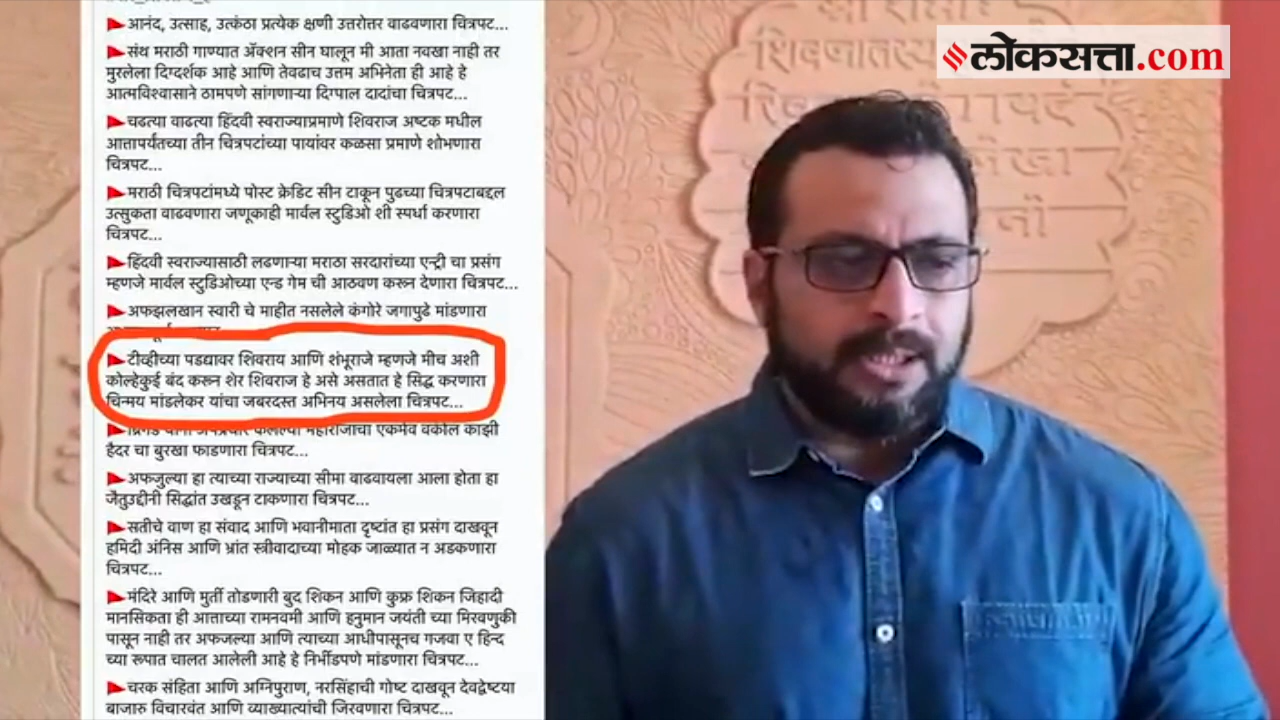 ▶आनंद, उत्साह, उत्कंठा प्रत्येक क्षणी उत्तरोत्तर वाढवणारा चित्रपट...
▶संथ मराठी गाण्यात ॲक्शन सीन घालून मी आता नवखा नाही तर
मुरलेला दिग्दर्शक आहे आणि तेवढाच उत्तम अभिनेता ही आहे हे
आत्मविश्वासाने ठामपणे सांगणाऱ्या दिग्पाल दादांचा चित्रपट...
▶चढत्या वाढत्या हिंदवी स्वराज्याप्रमाणे शिवराज अष्टक मधील
आत्तापर्यंतच्या तीन चित्रपटांच्या पायांवर कळसा प्रमाणे शोभणारा
चित्रपट...
▶मराठी चित्रपटांमध्ये पोस्ट क्रेडिट सीन टाकून पुढच्या चित्रपटाबद्दल
उत्सुकता वाढवणारा जणूकाही मार्वल स्टुडिओ शी स्पर्धा करणारा
चित्रपट...
▶हिंदवी स्वराज्यासाठी लढणाऱ्या मराठा सरदारांच्या एन्ट्री चा प्रसंग
म्हणजे मार्वल स्टुडिओच्या एन्ड गेम ची आठवण करून देणारा चित्रपट...
▶अफझलखान स्वारी चे माहीत नसलेले कंगोरे जगापुढे मांडणारा
▶टीव्हीच्या पडद्यावर शिवराय आणि शंभूराजे म्हणजे मीच अशी
कोल्हेकुई बंद करून शेर शिवराज हे असे असतात हे सिद्ध करणारा
चिन्मय मांडलेकर यांचा जबरदस्त अभिनय असलेला चित्रपट...
महाराजांचा एकमेव वकील काझी
हैदर चा बुरखा फाडणारा चित्रपट...
▶अफजुल्या हा त्याच्या राज्याच्या सीमा वाढवायला आला होता हा
जैतुउद्दीनी सिद्धांत उखडून टाकणारा चित्रपट...
▶सतीचे वाण हा संवाद आणि भवानीमाता दृष्टांत हा प्रसंग दाखवून
हमिदी अंनिस आणि भ्रांत स्त्रीवादाच्या मोहक जाळ्यात न अडकणारा
चित्रपट...
▶मंदिरे आणि मुर्ती तोडणारी बुद शिकन आणि कुफ्र शिकन जिहादी
मानसिकता ही आत्ताच्या रामनवमी आणि हनुमान जयंती च्या मिरवणुकी
पासून नाही तर अफजल्या आणि त्याच्या आधीपासूनच गजवा ए हिन्द
च्या रूपात चालत आलेली आहे हे निर्भीडपणे मांडणारा चित्रपट...
▶चरक संहिता आणि अग्निपुराण, नरसिंहाची गोष्ट दाखवून देवद्वेष्टया
बाजारु विचारवंत आणि व्याख्यात्यांची जिरवणारा चित्रपट...
लोकसत्ता.com